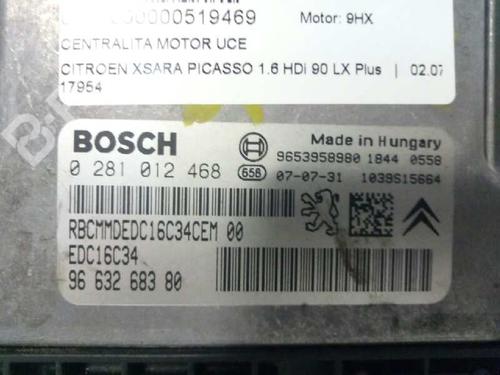 0000519469
Motor: 9HX
CENTRALITA MOTOR UCE
CITROEN XSARA PICASSO 1.6 HDi 90 LX Plus | 02.07
17954
BOSCH
Made in Hungary
9653958980 1844 0558
0 281 012 468
658
07-07-31 1039S15664
RBCMMDEDC16C34CEM 00
EDC16C34
96 632 683 80